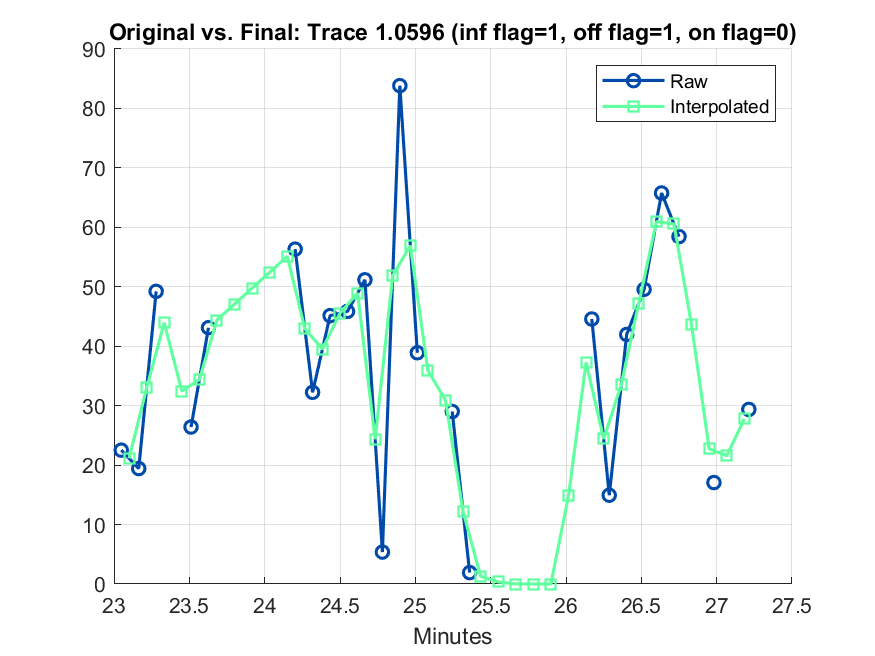 Original vs. Final: Trace 1.0596 (inf flag=1, off flag=1, on flag=0)
90
80
70
60
50
40
30
20
10
0
Raw
Interpolated
23 23.5 24 24.5 25 25.5 26 26.5 27 27.5
Minutes